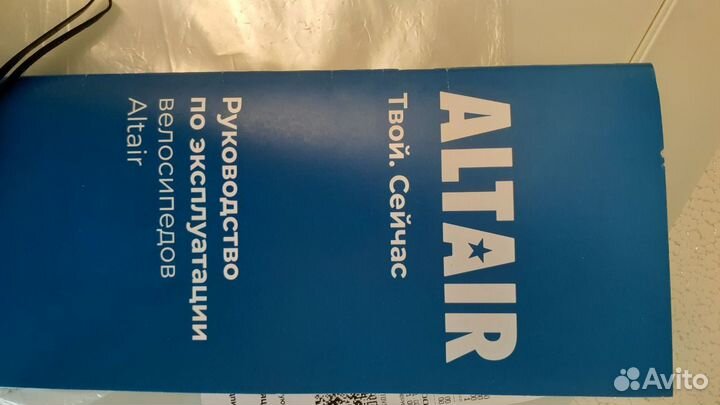 ALTAIR
Твой. Сейчас
Руководство
по эксплуатации
велосипедов
Altair
Avito